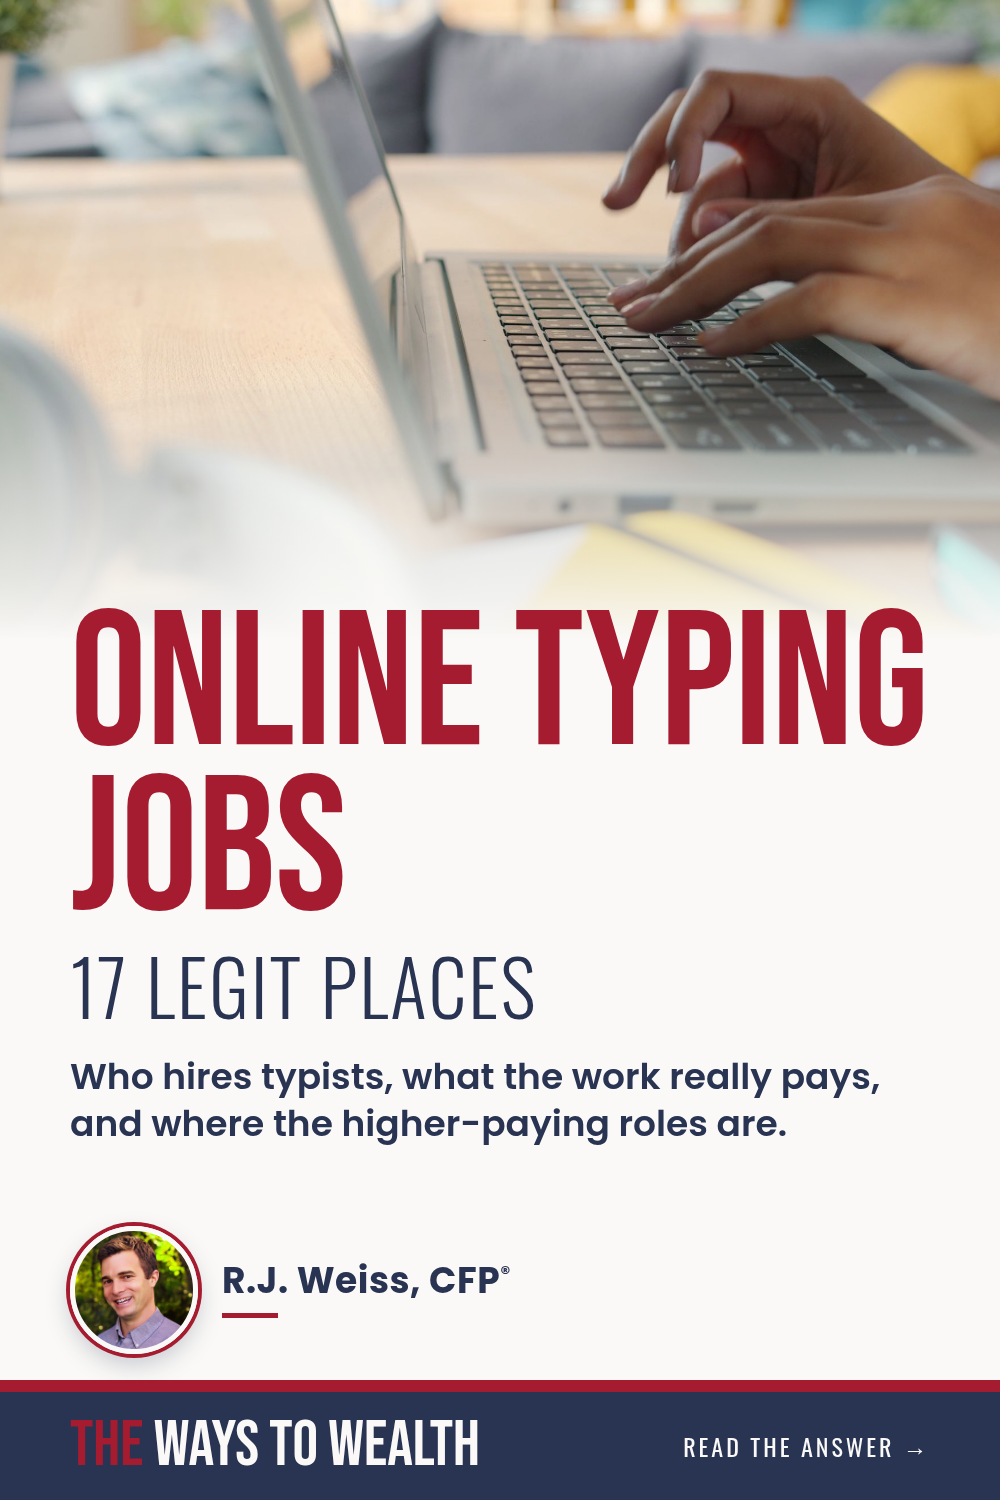 ONLINE TYPING
JOBS
17 LEGIT PLACES
Who hires typists, what the work really pays,
and where the higher-paying roles are.
R.J. Weiss, CFP®
THE WAYS TO WEALTH
READ THE ANSWER →